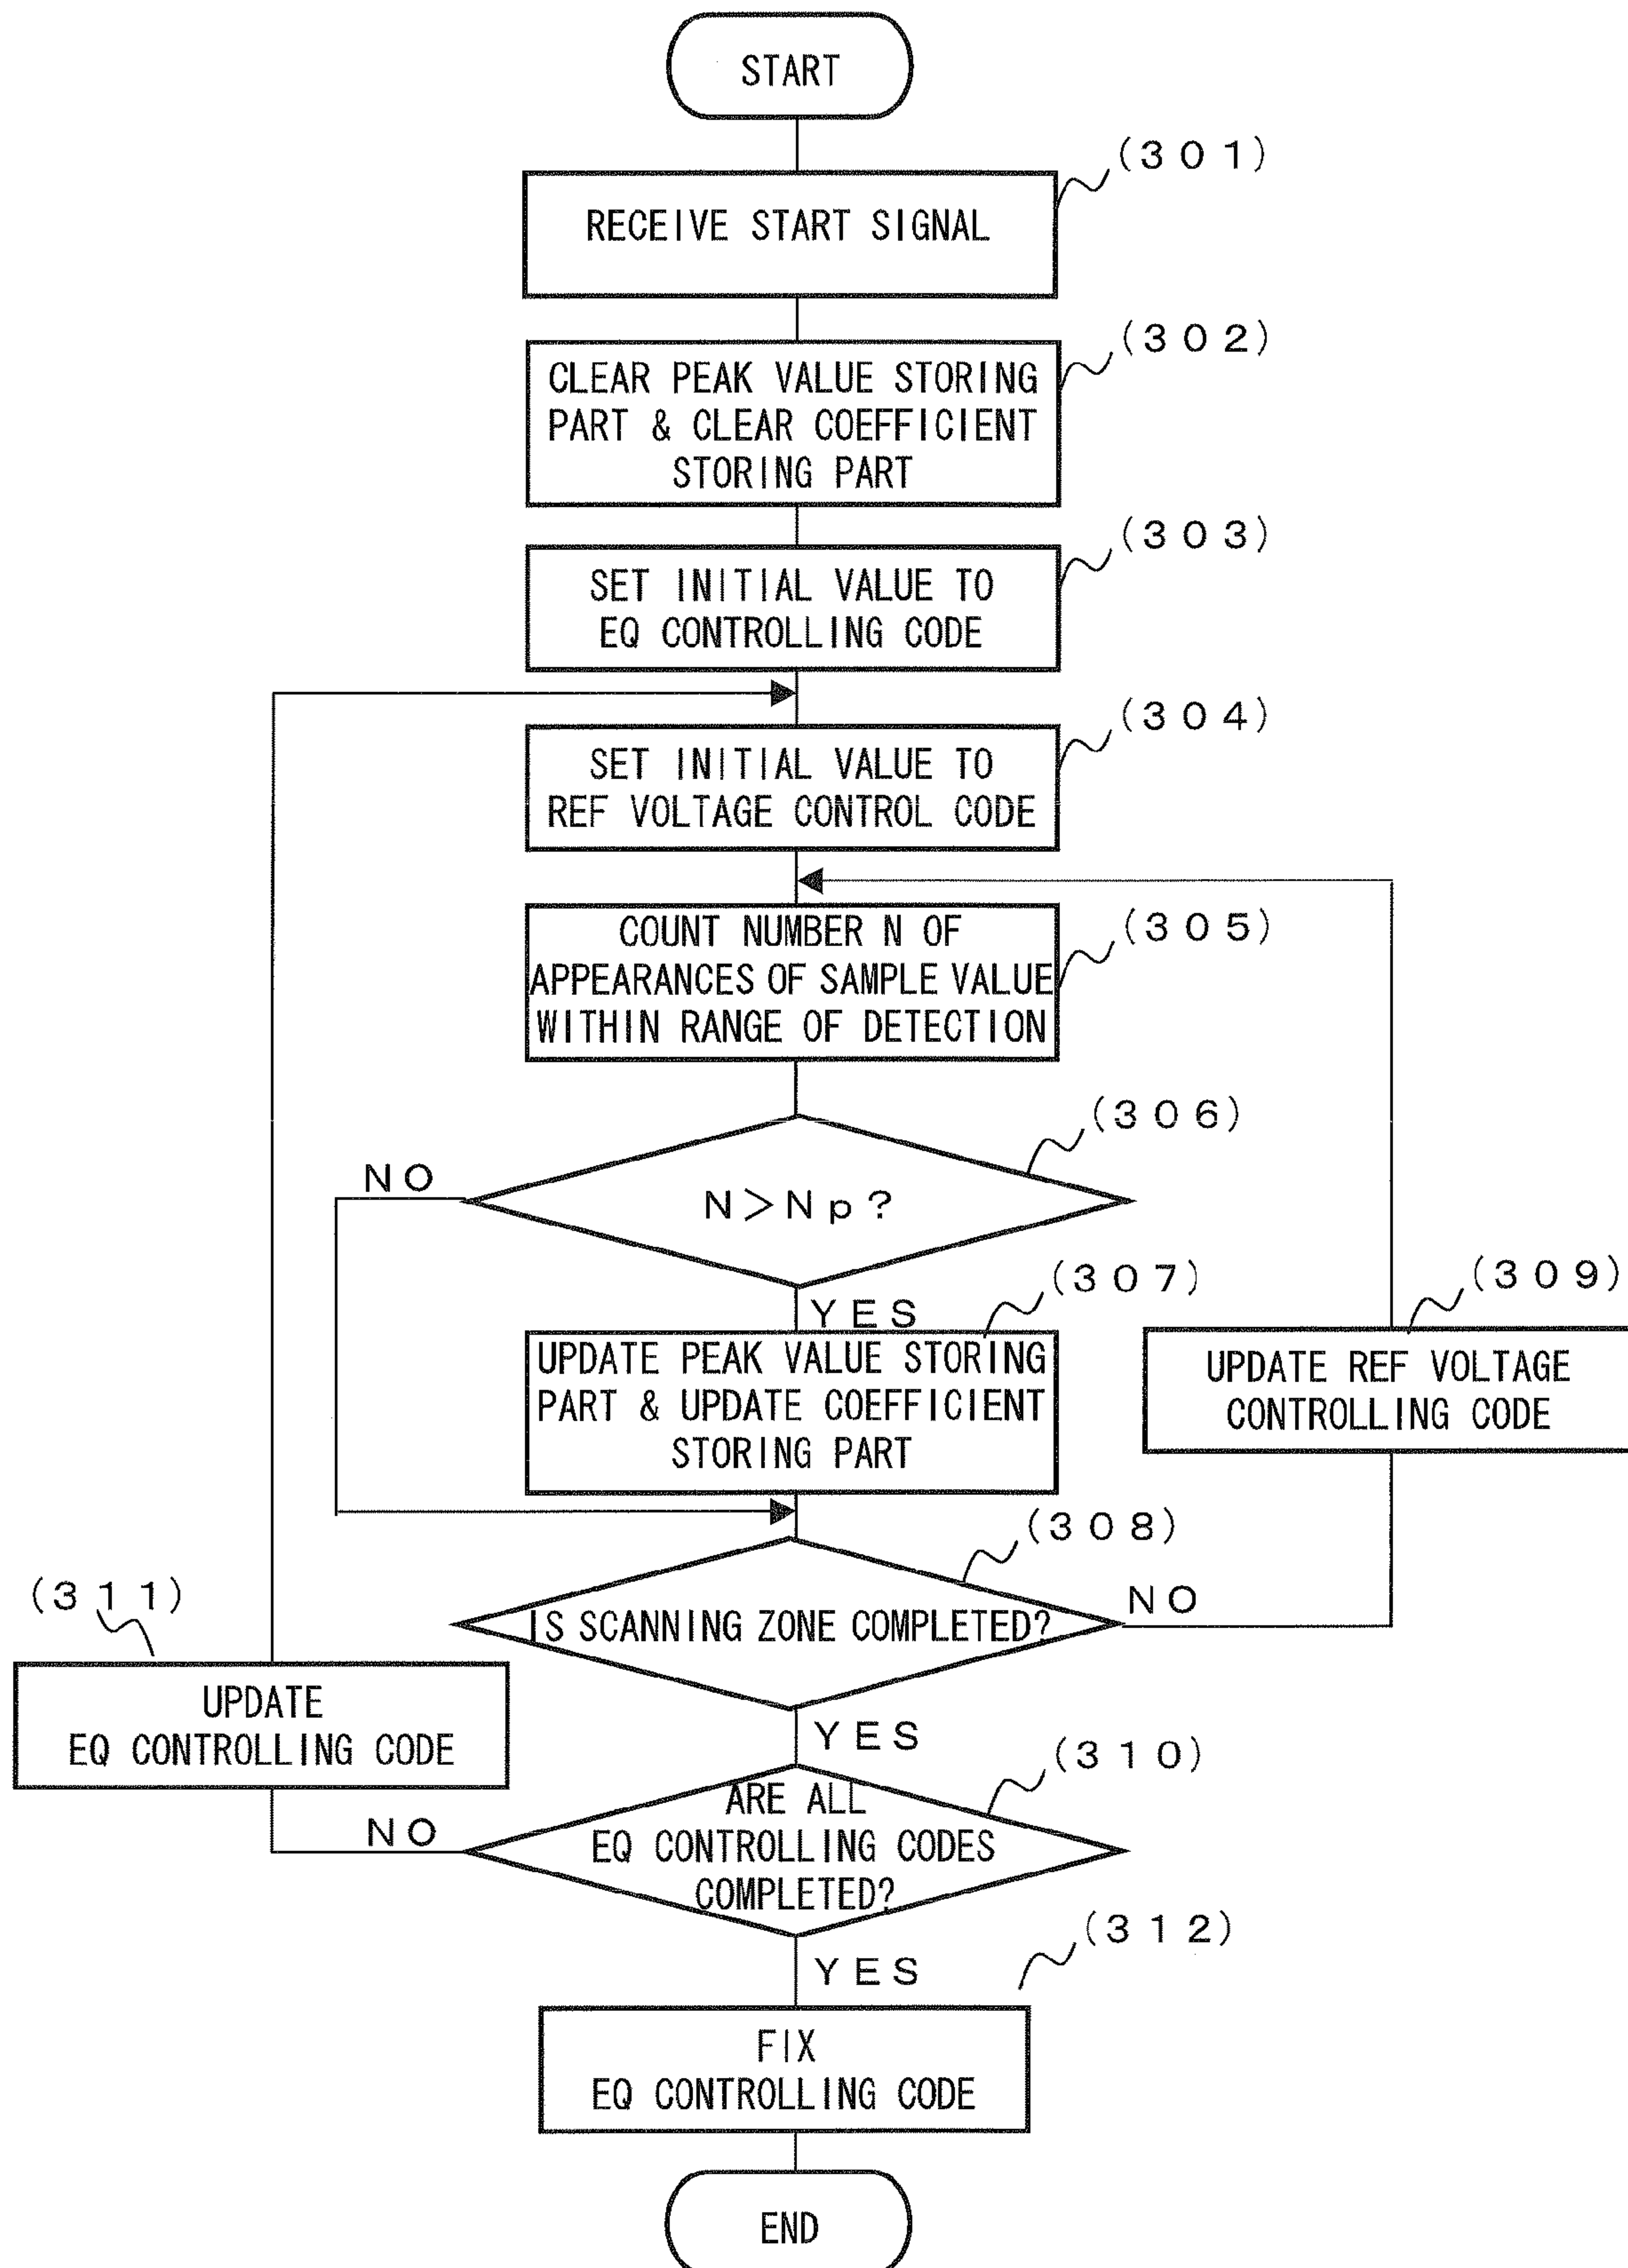 START
(301)
RECEIVE START SIGNAL
(302)
CLEAR PEAK VALUE STORING
PART & CLEAR COEFFICIENT
STORING PART
(303)
SET INITIAL VALUE TO
EQ CONTROLLING CODE
(304)
SET INITIAL VALUE TO
REF VOLTAGE CONTROL CODE
(305)
COUNT NUMBER N OF
APPEARANCES OF SAMPLE VALUE
WITHIN RANGE OF DETECTION
(306)
NO
N>Np?
YES
(307)
UPDATE PEAK VALUE STORING
PART & UPDATE COEFFICIENT
STORING PART
(309)
UPDATE REF VOLTAGE
CONTROLLING CODE
(308)
IS SCANNING ZONE COMPLETED?
NO
YES
(311)
UPDATE
EQ CONTROLLING CODE
(310)
ARE ALL
EQ CONTROLLING CODES
COMPLETED?
NO
YES
(312)
FIX
EQ CONTROLLING CODE
END